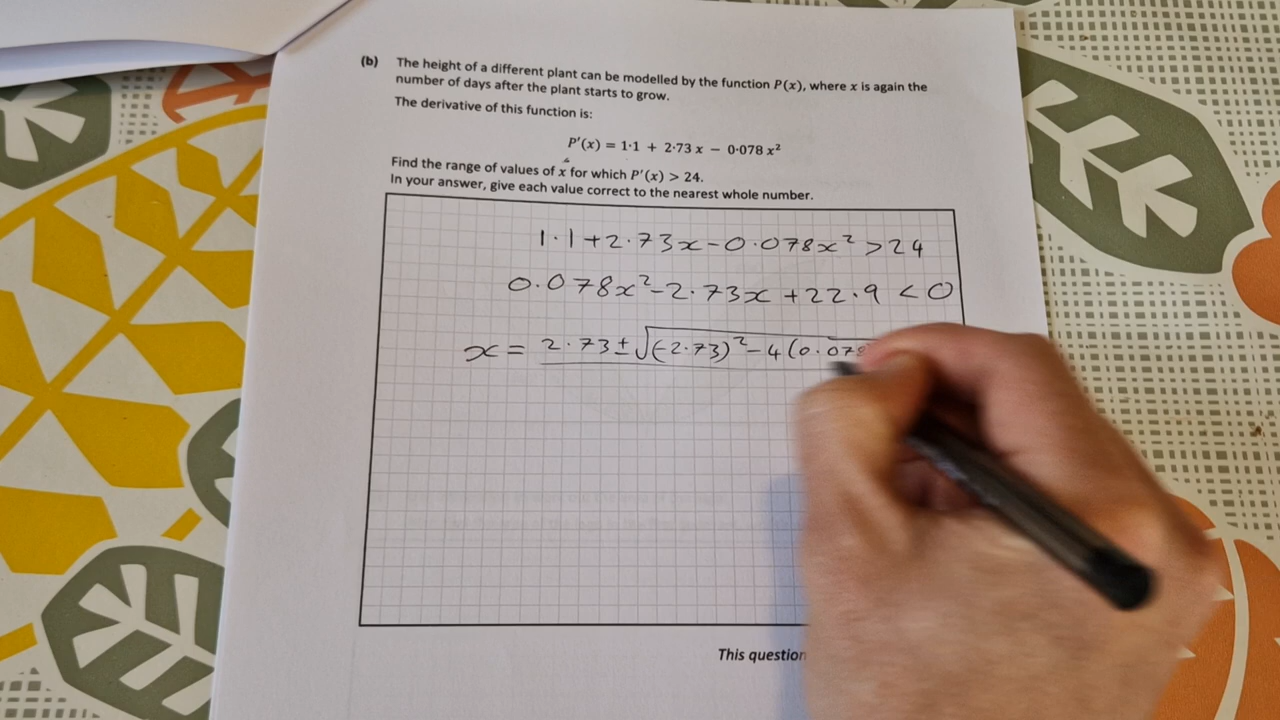 (b) The height of a different plant can be modelled by the function P(x), where x is again the
number of days after the plant starts to grow.
The derivative of this function is:
P′(x) = 1·1 + 2·73 x − 0·078 x²
Find the range of values of x for which P′(x) > 24.
In your answer, give each value correct to the nearest whole number.
1·1+2·73x−0·078x²>24
0·078x²−2·73x+22·9<0
x = 2·73±√(−2·73)²−4(0·078
This question